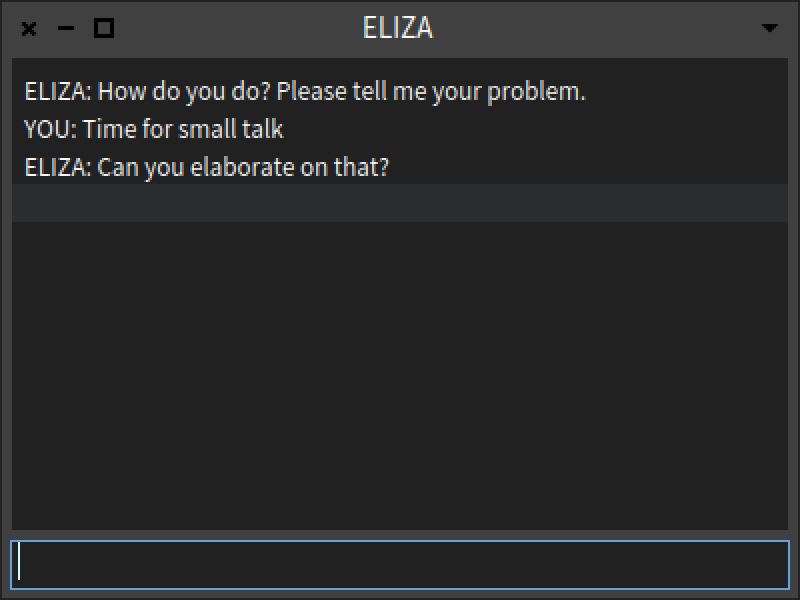 ELIZA
ELIZA: How do you do? Please tell me your problem.
YOU: Time for small talk
ELIZA: Can you elaborate on that?